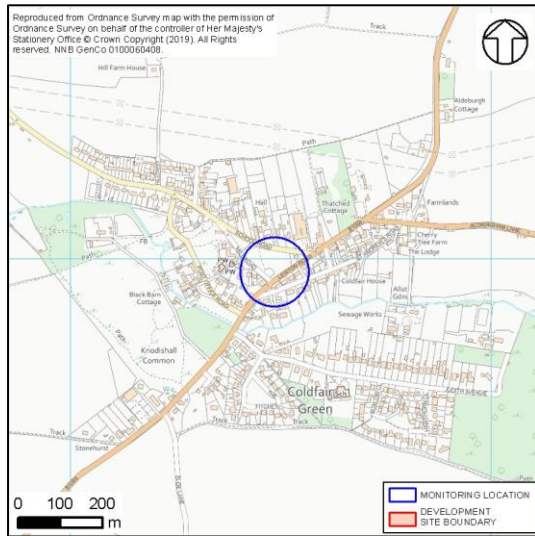 Reproduced from Ordnance Survey map with the permission of
Ordnance Survey on behalf of the controller of Her Majesty's
Stationery Office © Crown Copyright (2019). All Rights
reserved. NNB GenCo 0100060408.
Track
Hill Farm House
Aldeburgh
Cottage
Path
Hall
Thatched
Cottage
Farmlands
FB
Path
Cherry
Tree Farm
The Lodge
PW
Coldfair House
Allot
Gdns
Black Barn
Cottage
Sewage Works
Knodishall
Common
Path
Coldfair
Green
Track
Track
Stonehurst
0 100 200
m
MONITORING LOCATION
DEVELOPMENT
SITE BOUNDARY